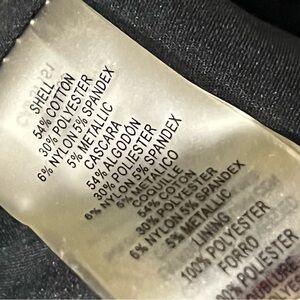 SHELL
54% COTTON
30% POLYESTER
5% METALLIC
6% NYLON 5% SPANDEX
CASCARA
54% ALGODON
30% POLIESTER
5% METALICO
6% NYLON 5% SPANDEX
COQUILLE
54% COTON
30% POLYESTER
5% METALLIC
6% NYLON 5% SPANDEX
LINING
100% POLYESTER
FORRO
100% POLIESTER
DOUBLURE
POLYESTER